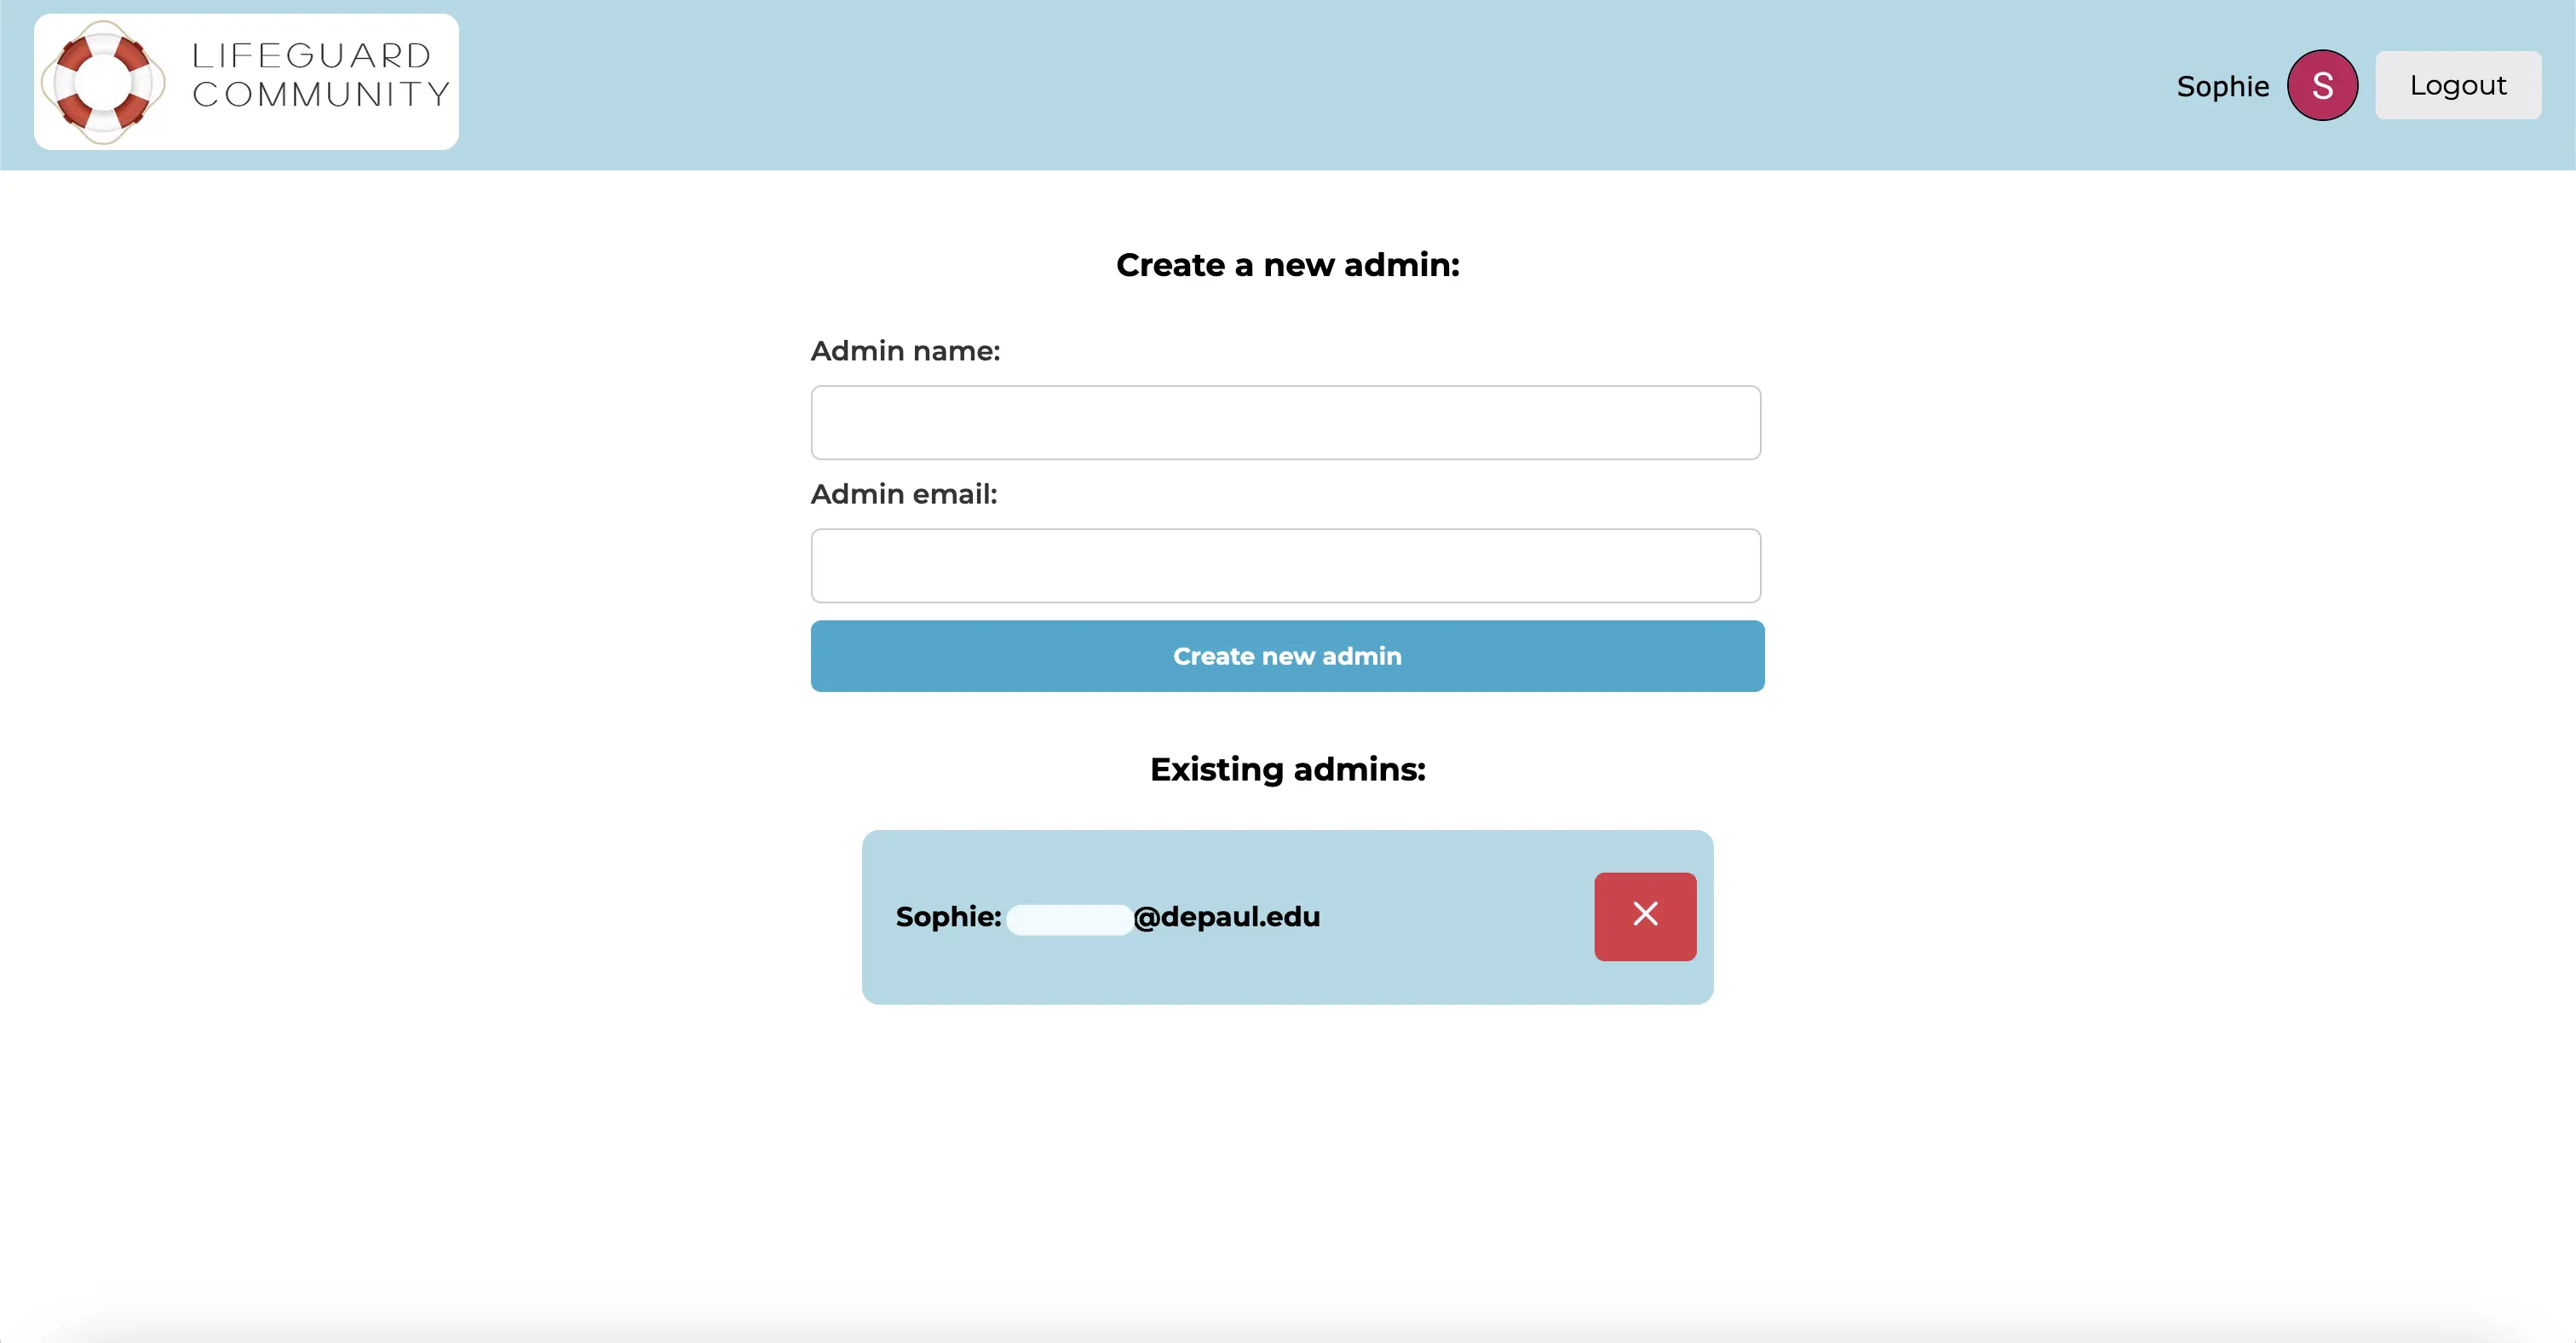 LIFEGUARD
COMMUNITY
Sophie
S
Logout
Create a new admin:
Admin name:
Admin email:
Create new admin
Existing admins:
Sophie: @depaul.edu